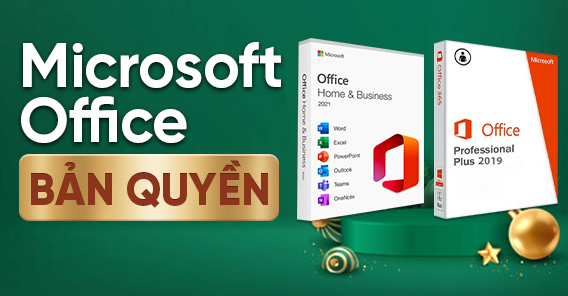 Microsoft
Office
BẢN QUYỀN
Microsoft
Office
Home & Business
2021
Word
Excel
PowerPoint
Outlook
Teams
OneNote
Office Home & Business
Microsoft
Office
Professional
Plus 2019
Office 365